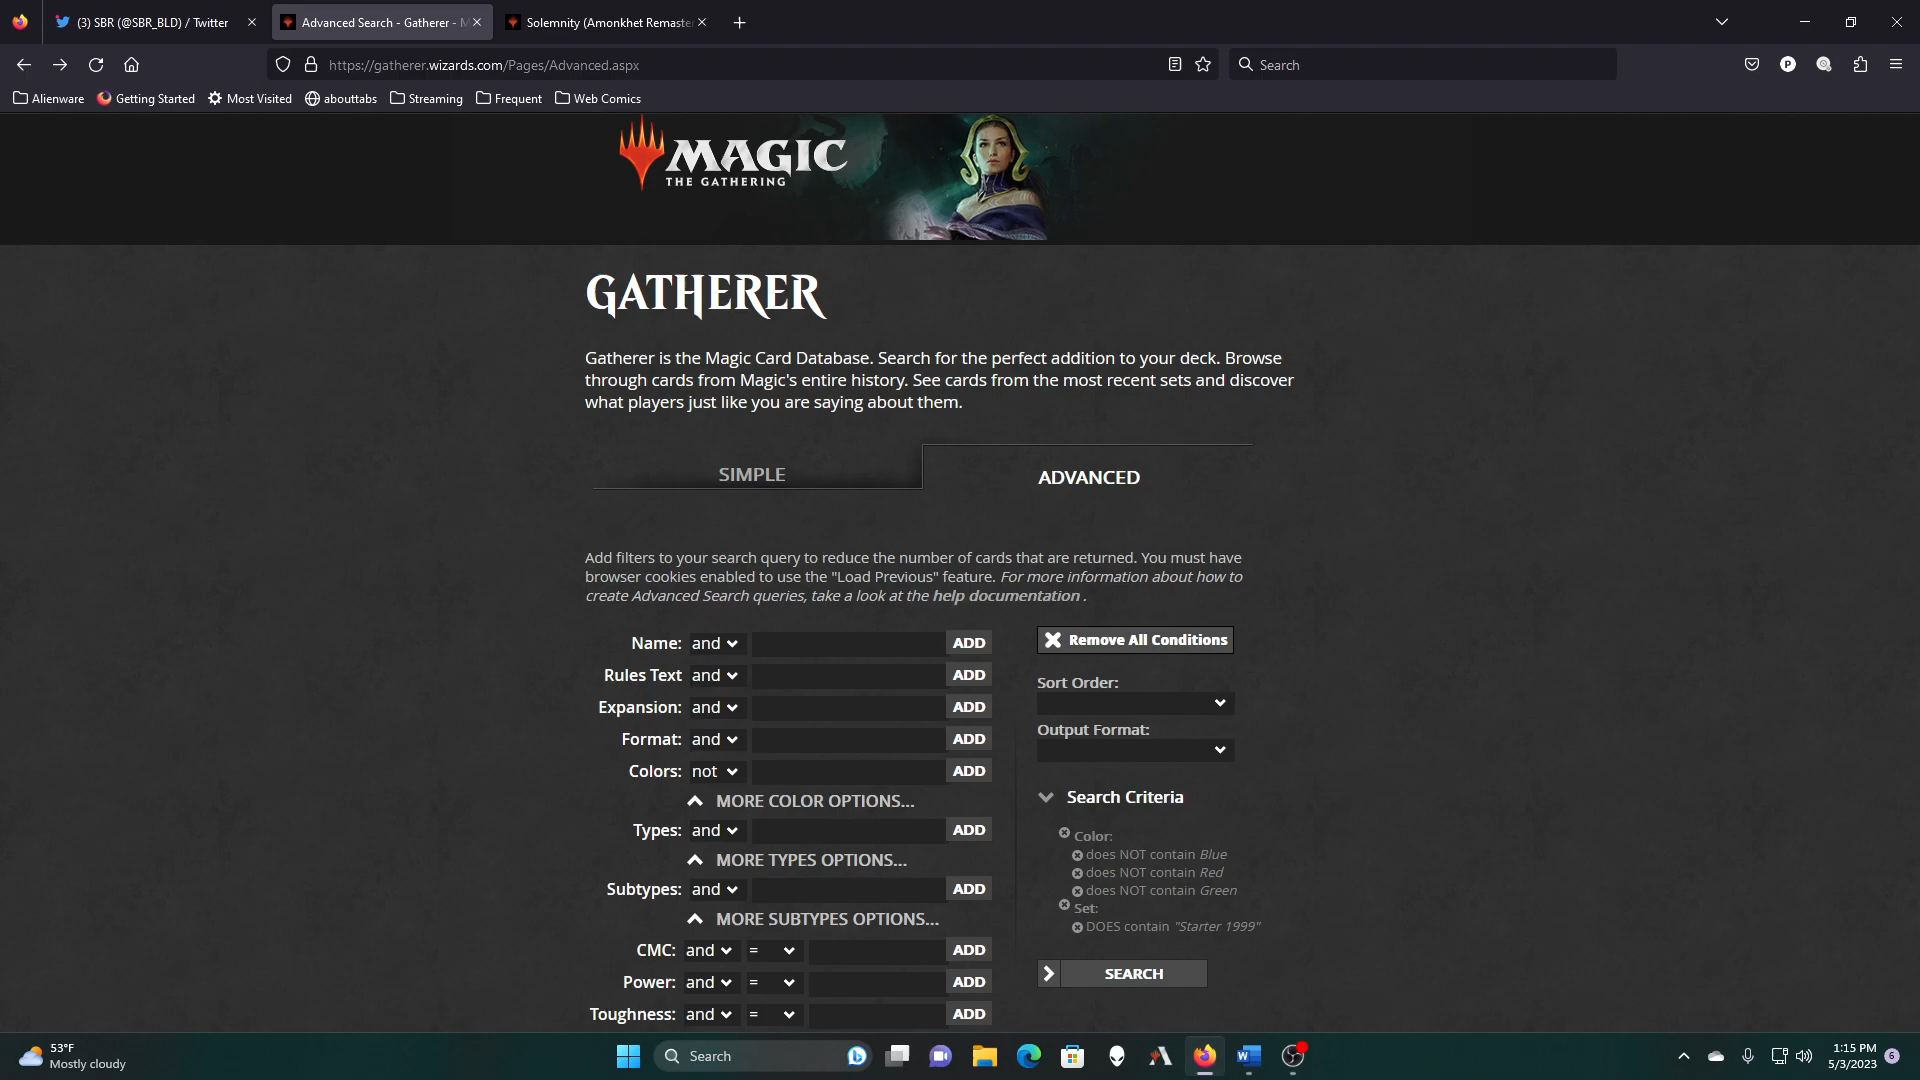 (3) SBR (@SBR_BLD) / Twitter
Advanced Search - Gatherer - M
Solemnity (Amonkhet Remaste
https://gatherer.wizards.com/Pages/Advanced.aspx
Search
P
Alienware
Getting Started
Most Visited
abouttabs
Streaming
Frequent
Web Comics
MAGIC
THE GATHERING
GATHERER
Gatherer is the Magic Card Database. Search for the perfect addition to your deck. Browse
through cards from Magic's entire history. See cards from the most recent sets and discover
what players just like you are saying about them.
SIMPLE
ADVANCED
Add filters to your search query to reduce the number of cards that are returned. You must have
browser cookies enabled to use the "Load Previous" feature. For more information about how to
create Advanced Search queries, take a look at the help documentation .
Name: and ADD
Rules Text and ADD
Expansion: and ADD
Format: and ADD
Colors: not ADD
MORE COLOR OPTIONS...
Types: and ADD
MORE TYPES OPTIONS...
Subtypes: and ADD
MORE SUBTYPES OPTIONS...
CMC: and = ADD
Power: and = ADD
Toughness: and = ADD
Remove All Conditions
Sort Order:
Output Format:
Search Criteria
Color:
does NOT contain Blue
does NOT contain Red
does NOT contain Green
Set:
DOES contain "Starter 1999"
SEARCH
53°F
Mostly cloudy
Search
1:15 PM
5/3/2023
6